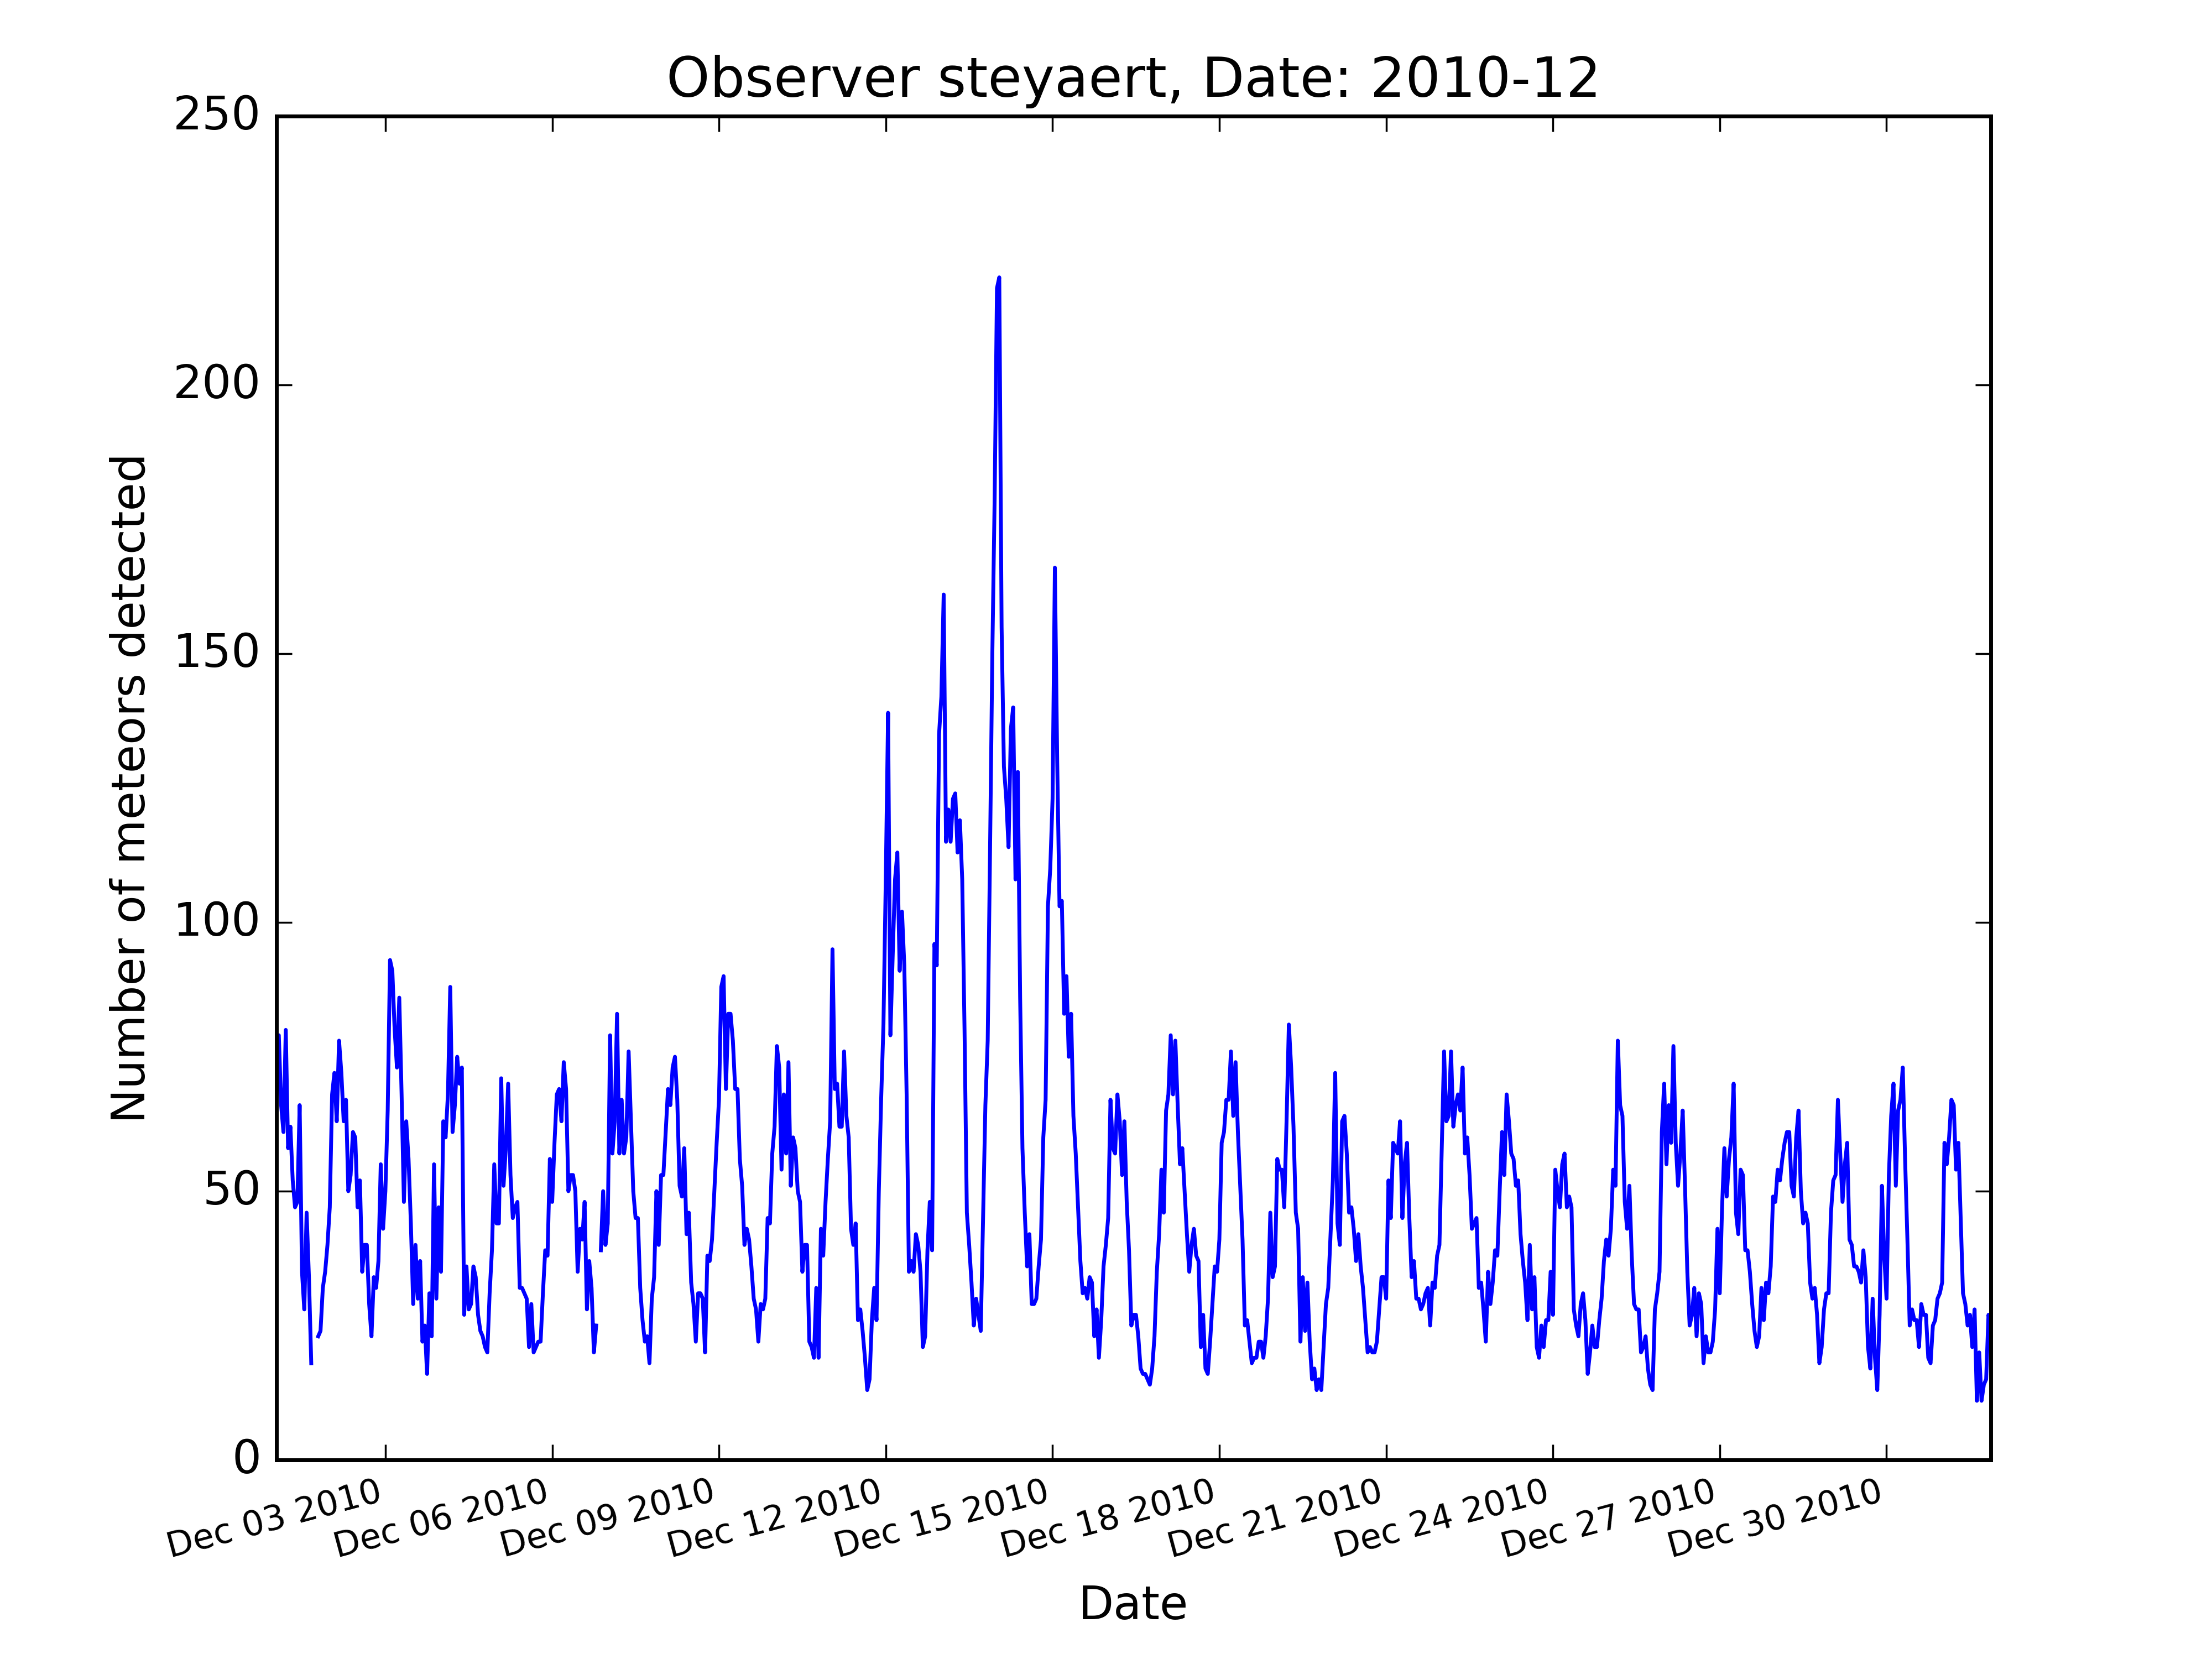 Observer steyaert, Date: 2010-12
250
200
150
100
50
0
Number of meteors detected
Dec 03 2010
Dec 06 2010
Dec 09 2010
Dec 12 2010
Dec 15 2010
Dec 18 2010
Dec 21 2010
Dec 24 2010
Dec 27 2010
Dec 30 2010
Date